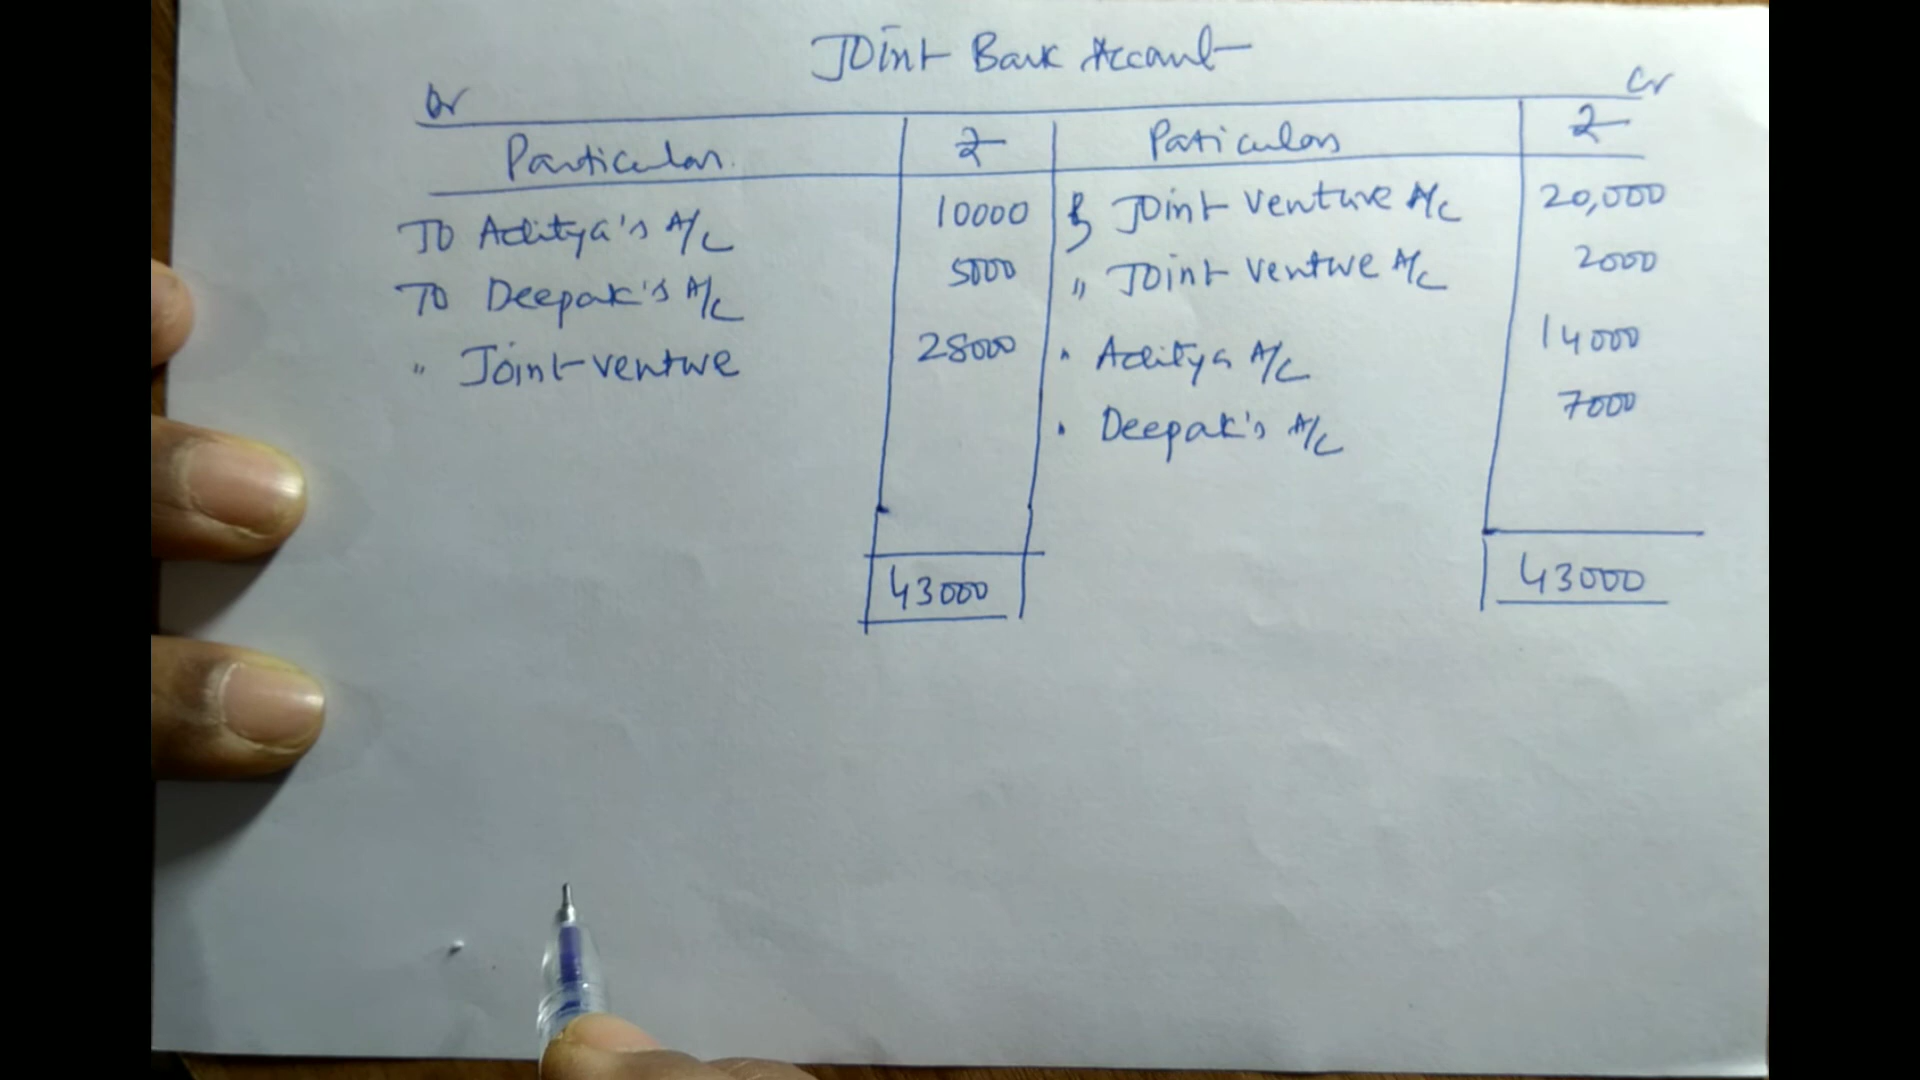 Joint Bank Account
Dr Cr
Particulars ₹ Paticulars ₹
To Aditya's A/c 10000 By Joint Venture A/c 20,000
To Deepak's A/c 5000 " Joint Venture A/c 2000
" Joint-venture 28000 " Aditya A/c 14000
" Deepak's A/c 7000
43000 43000